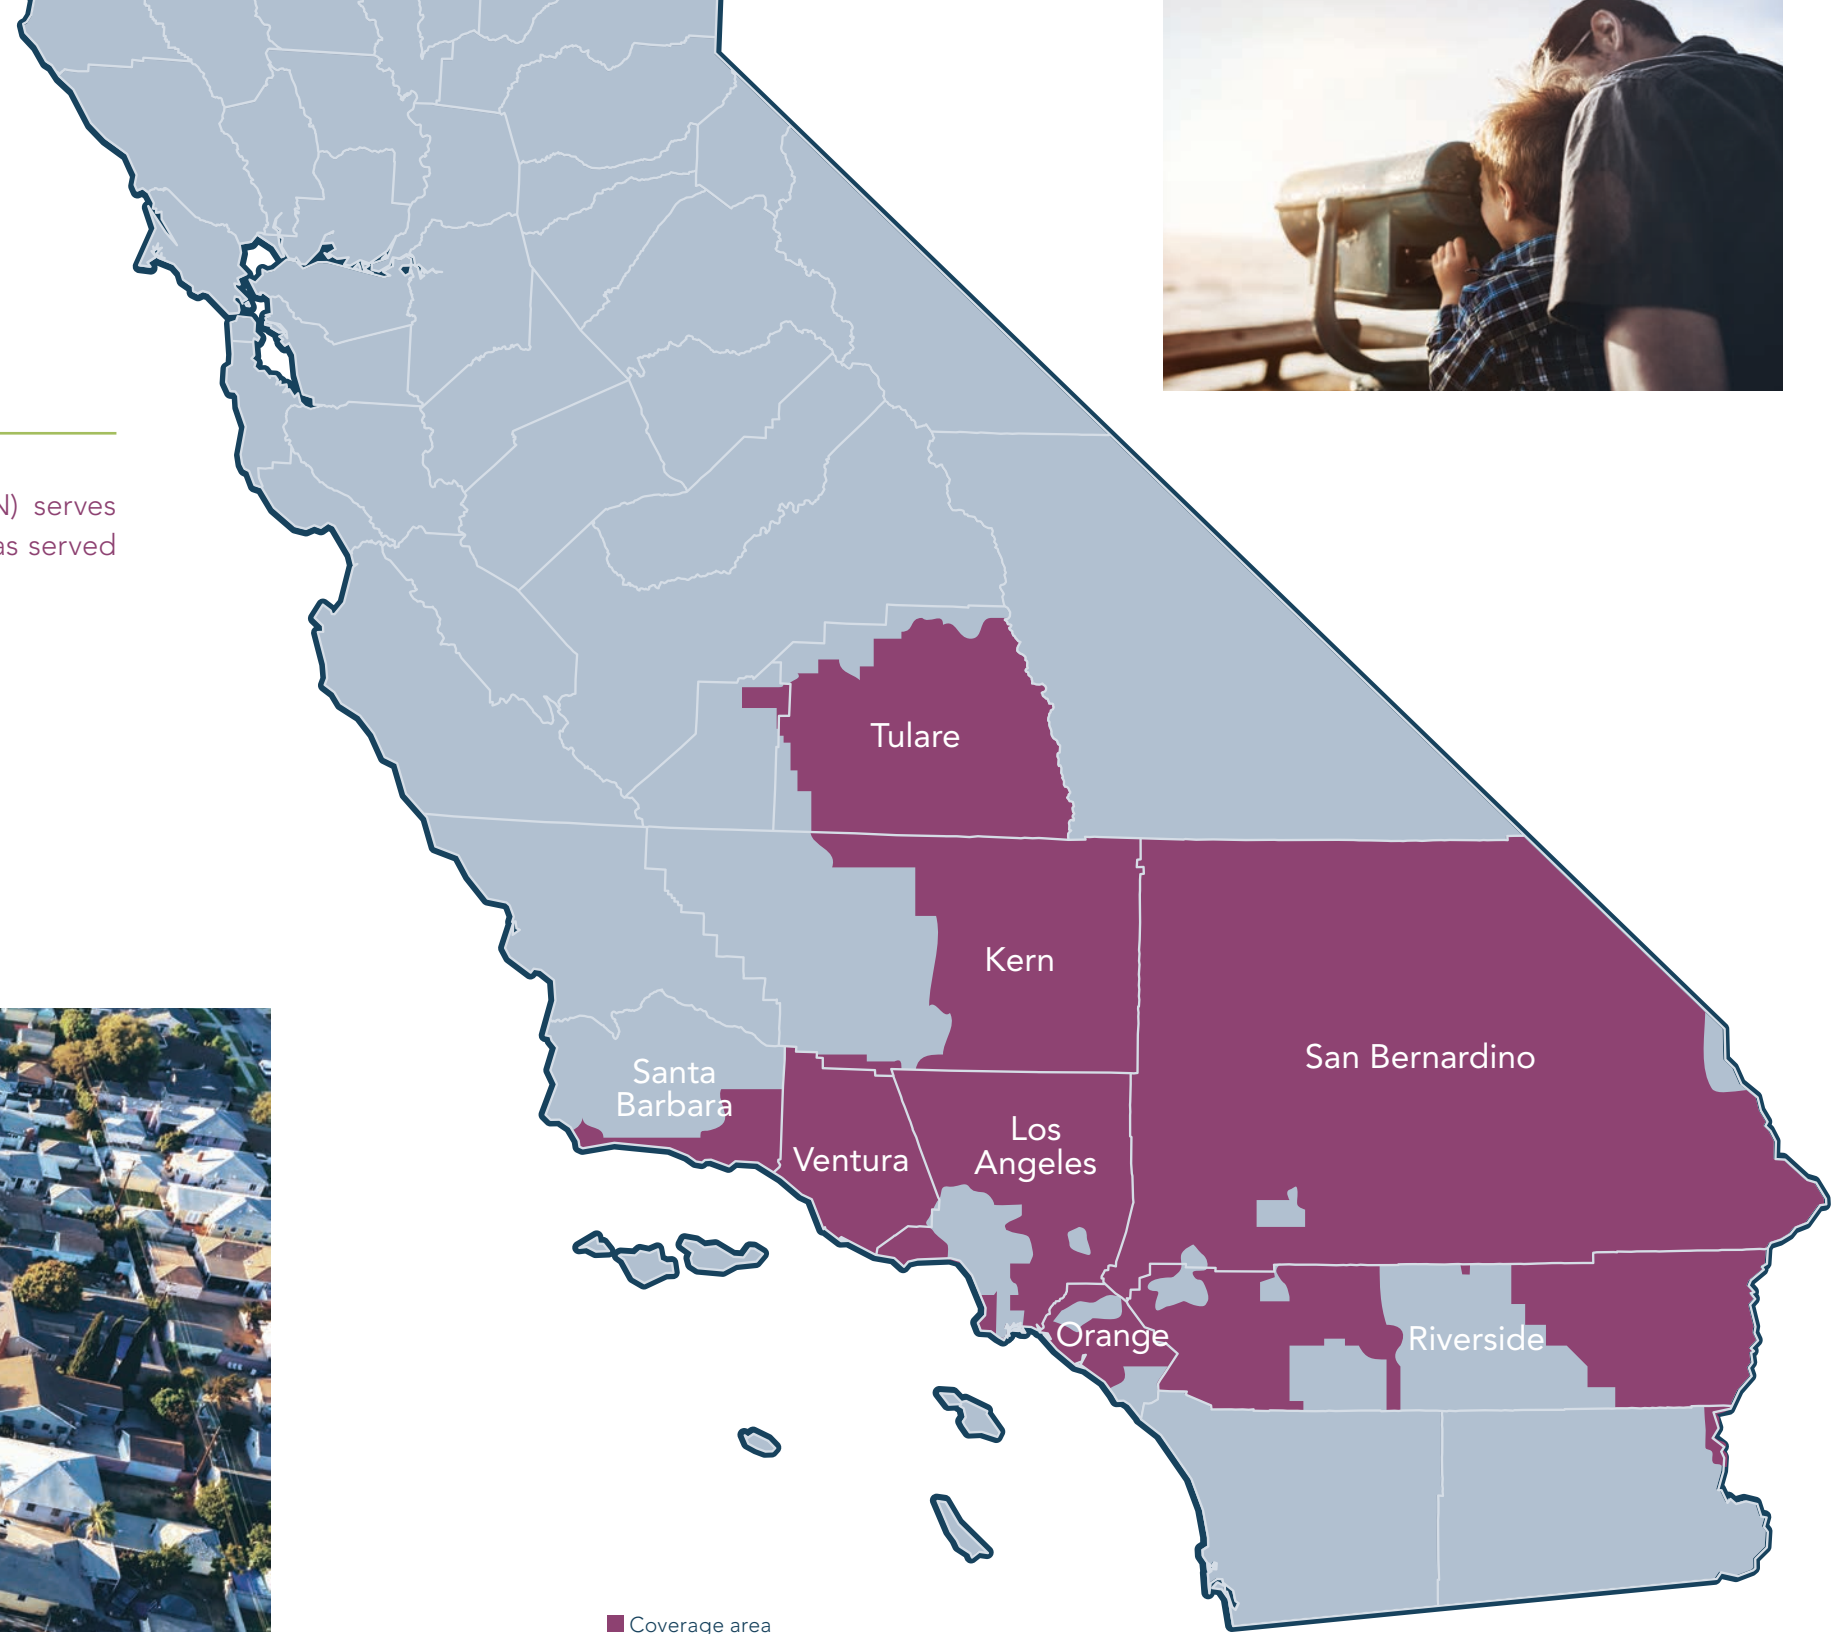 N) serves
as served
Tulare
Kern
San Bernardino
Santa
Barbara
Los
Angeles
Ventura
Orange
Riverside
Coverage area